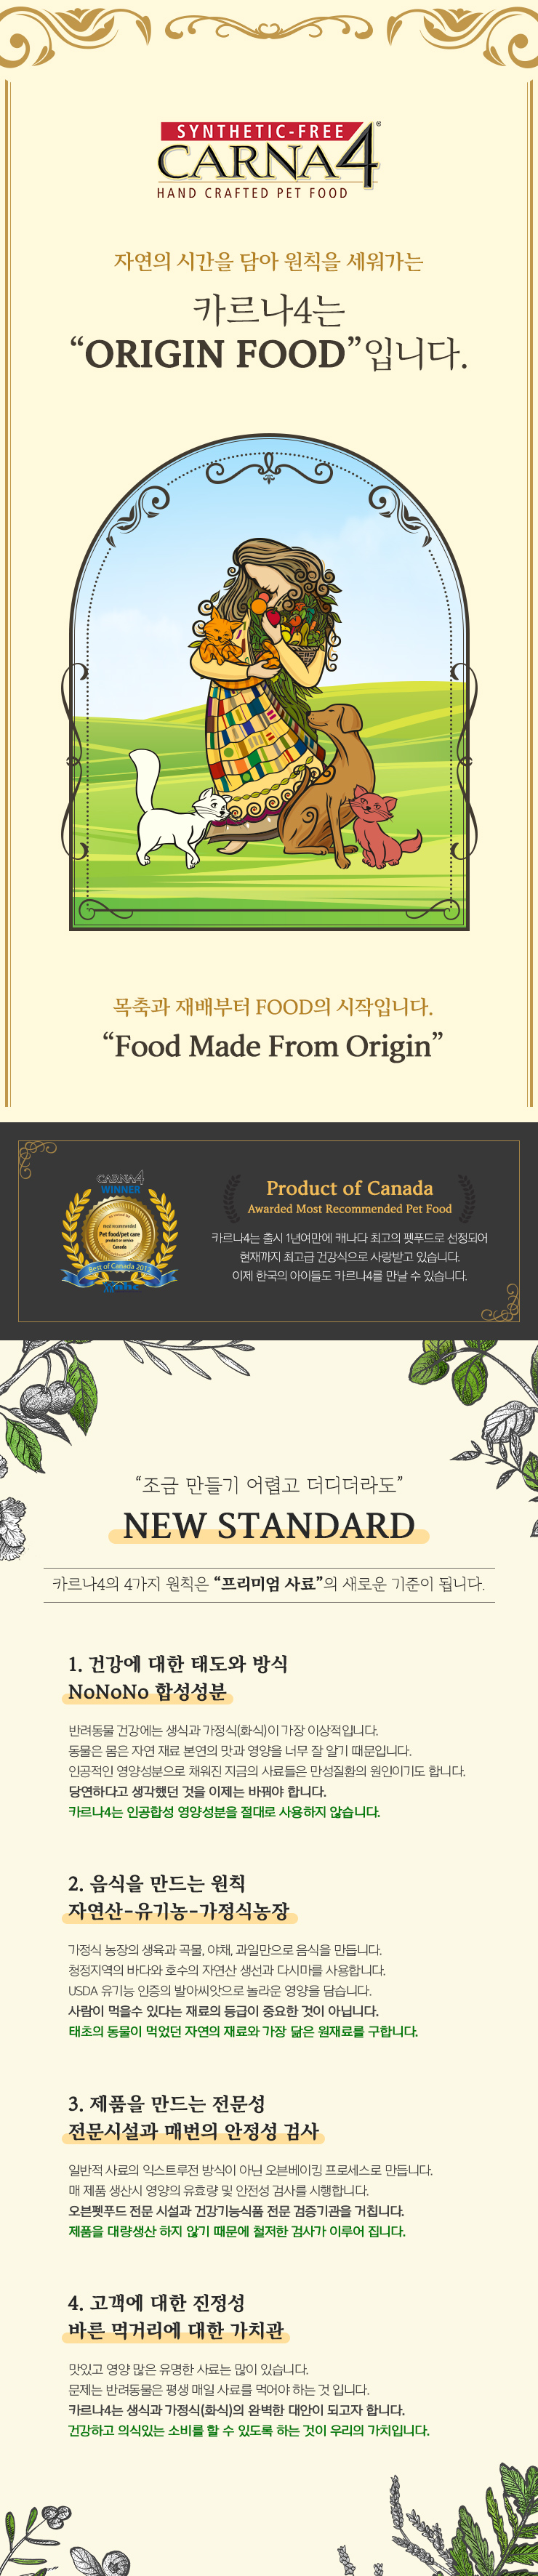 SYNTHETIC-FREE
CARNA4®
HAND CRAFTED PET FOOD
자연의 시간을 담아 원칙을 세워가는
카르나4는
“ORIGIN FOOD”입니다.
목축과 재배부터 FOOD의 시작입니다.
“Food Made From Origin”
CARNA4
WINNER
most recommended
Pet food/pet care
product or service
Canada
Best of Canada 2012
Product of Canada
Awarded Most Recommended Pet Food
카르나4는 출시 1년여만에 캐나다 최고의 펫푸드로 선정되어
현재까지 최고급 건강식으로 사랑받고 있습니다.
이제 한국의 아이들도 카르나4를 만날 수 있습니다.
“조금 만들기 어렵고 더디더라도”
NEW STANDARD
카르나4의 4가지 원칙은 “프리미엄 사료”의 새로운 기준이 됩니다.
1. 건강에 대한 태도와 방식
NoNoNo 합성성분
반려동물 건강에는 생식과 가정식(화식)이 가장 이상적입니다.
동물은 몸은 자연 재료 본연의 맛과 영양을 너무 잘 알기 때문입니다.
인공적인 영양성분으로 채워진 지금의 사료들은 만성질환의 원인이기도 합니다.
당연하다고 생각했던 것을 이제는 바꿔야 합니다.
카르나4는 인공합성 영양성분을 절대로 사용하지 않습니다.
2. 음식을 만드는 원칙
자연산-유기농-가정식농장
가정식 농장의 생육과 곡물, 야채, 과일만으로 음식을 만듭니다.
청정지역의 바다와 호수의 자연산 생선과 다시마를 사용합니다.
USDA 유기능 인증의 발아씨앗으로 놀라운 영양을 담습니다.
사람이 먹을수 있다는 재료의 등급이 중요한 것이 아닙니다.
태초의 동물이 먹었던 자연의 재료와 가장 닮은 원재료를 구합니다.
3. 제품을 만드는 전문성
전문시설과 매번의 안정성 검사
일반적 사료의 익스트루전 방식이 아닌 오븐베이킹 프로세스로 만듭니다.
매 제품 생산시 영양의 유효량 및 안전성 검사를 시행합니다.
오븐펫푸드 전문 시설과 건강기능식품 전문 검증기관을 거칩니다.
제품을 대량생산 하지 않기 때문에 철저한 검사가 이루어 집니다.
4. 고객에 대한 진정성
바른 먹거리에 대한 가치관
맛있고 영양 많은 유명한 사료는 많이 있습니다.
문제는 반려동물은 평생 매일 사료를 먹어야 하는 것 입니다.
카르나4는 생식과 가정식(화식)의 완벽한 대안이 되고자 합니다.
건강하고 의식있는 소비를 할 수 있도록 하는 것이 우리의 가치입니다.